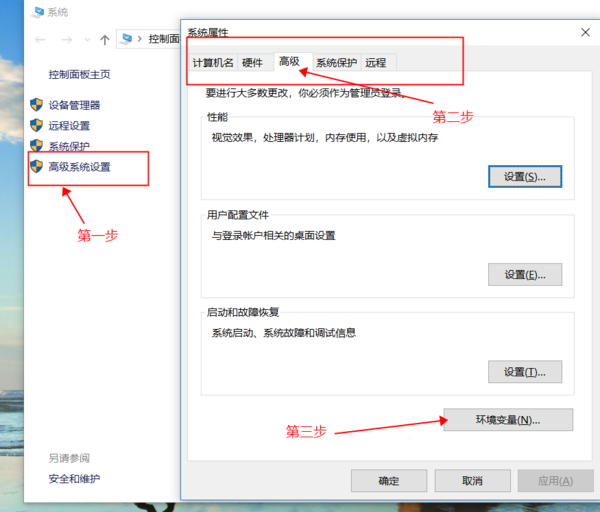 系统
控制面
控制面板主页
设备管理器
远程设置
系统保护
高级系统设置
第一步
另请参阅
安全和维护
系统属性
计算机名 硬件 高级 系统保护 远程
要进行大多数更改，你必须作为管理员登录。
第二步
性能
视觉效果，处理器计划，内存使用，以及虚拟内存
设置(S)...
用户配置文件
与登录帐户相关的桌面设置
设置(E)...
启动和故障恢复
系统启动、系统故障和调试信息
设置(T)...
第三步
环境变量(N)...
确定 取消 应用(A)